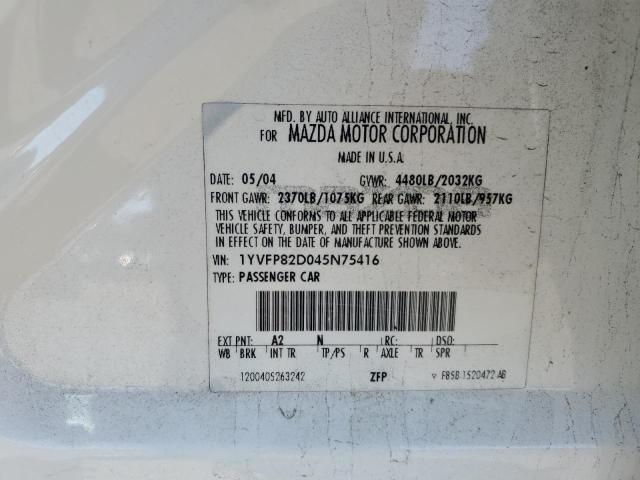 MFD. BY AUTO ALLIANCE INTERNATIONAL, INC.
FOR MAZDA MOTOR CORPORATION
MADE IN U.S.A.
DATE: 05/04 GVWR: 4480LB/2032KG
FRONT GAWR: 2370LB/1075KG REAR GAWR: 2110LB/957KG
THIS VEHICLE CONFORMS TO ALL APPLICABLE FEDERAL MOTOR
VEHICLE SAFETY, BUMPER, AND THEFT PREVENTION STANDARDS
IN EFFECT ON THE DATE OF MANUFACTURE SHOWN ABOVE.
VIN: 1YVFP82D045N75416
TYPE: PASSENGER CAR
EXT PNT: A2 N RC: DSO:
WB BRK INT TR TP/PS R AXLE TR SPR
1200405263242 ZFP F85B-1520472-AB